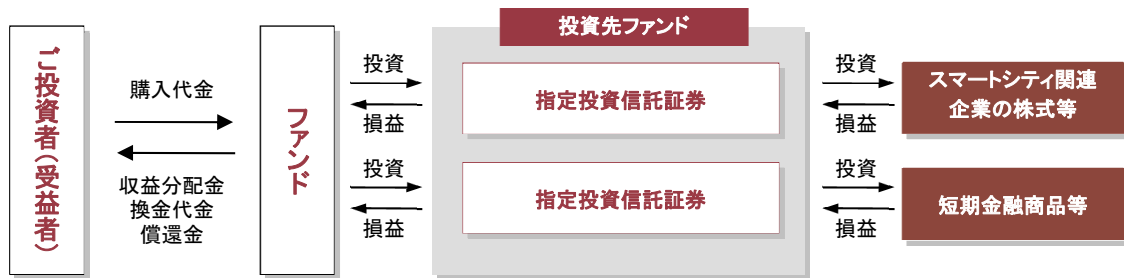 ご投資者(受益者)
購入代金
収益分配金
換金代金
償還金
ファンド
投資
損益
投資
損益
投資先ファンド
指定投資信託証券
指定投資信託証券
投資
損益
投資
損益
スマートシティ関連
企業の株式等
短期金融商品等